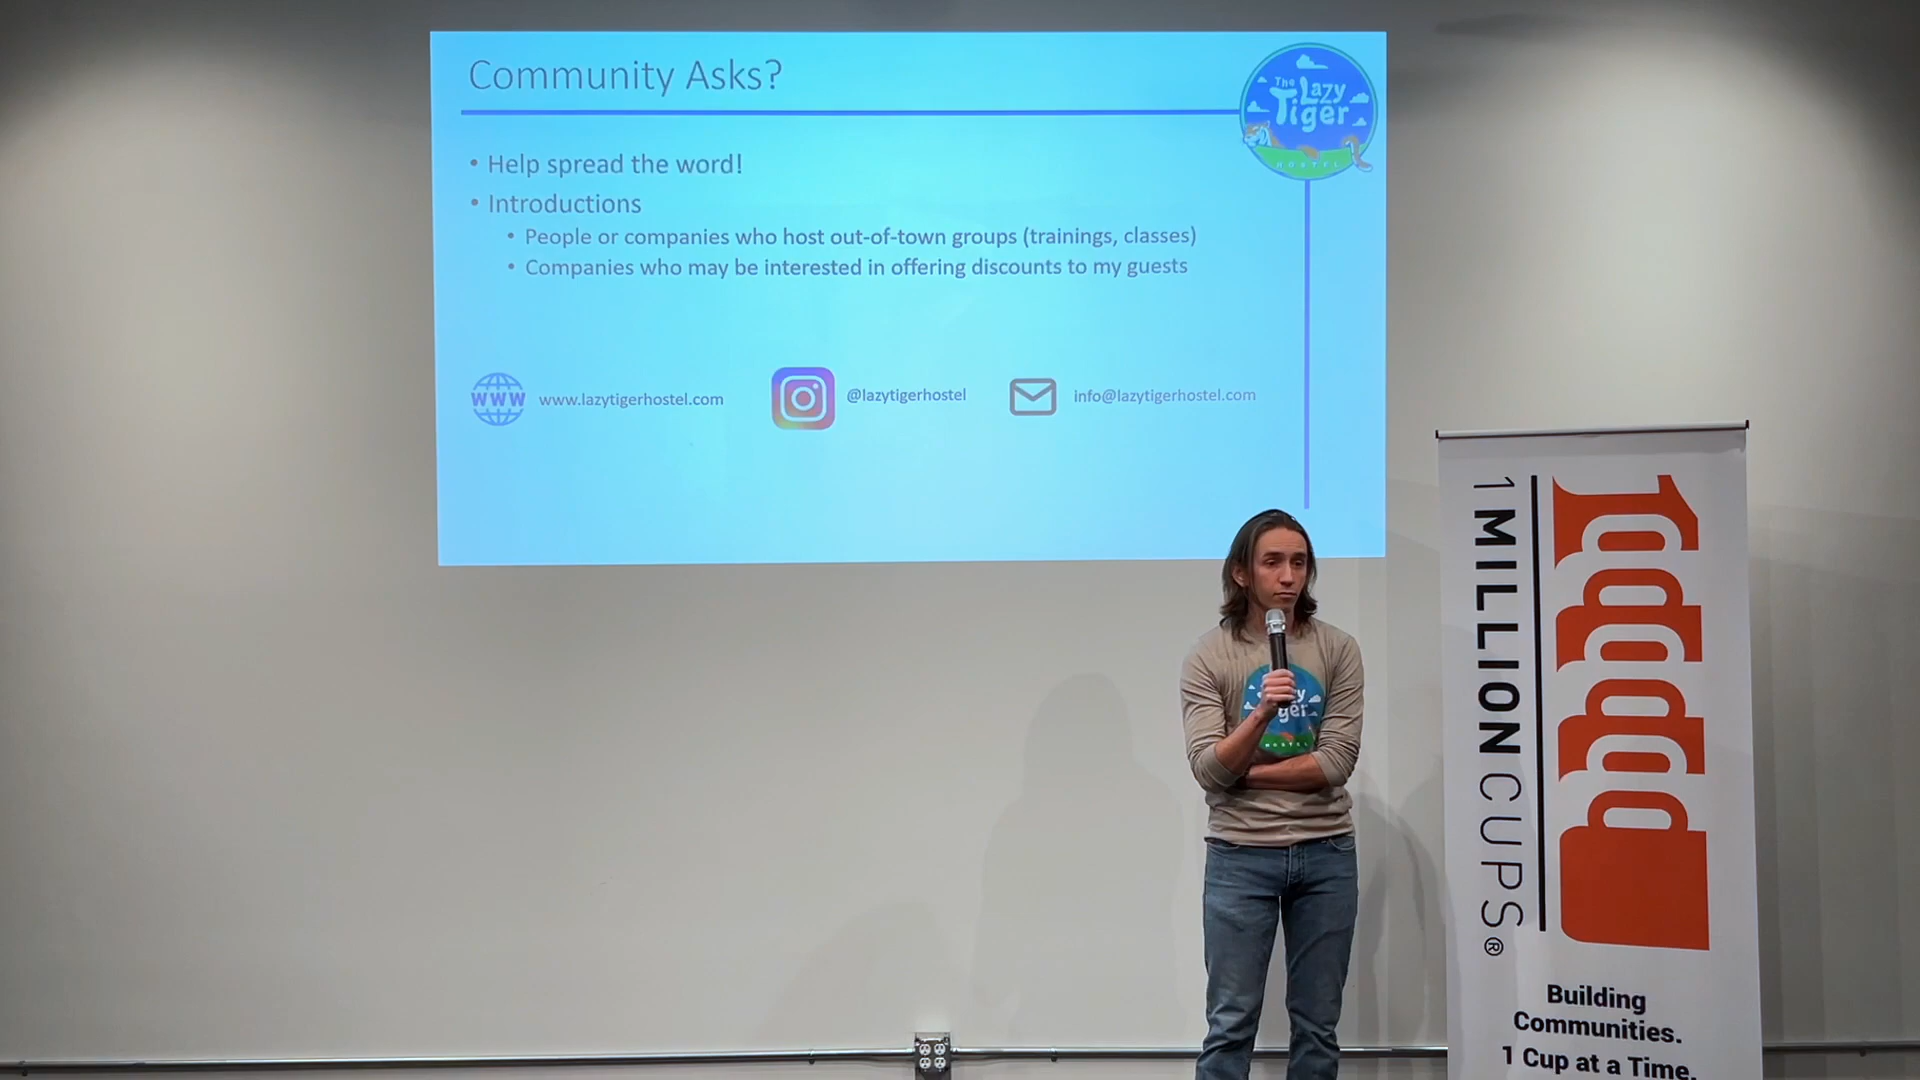 Community Asks?
The Lazy
Tiger
HOSTEL
• Help spread the word!
• Introductions
• People or companies who host out-of-town groups (trainings, classes)
• Companies who may be interested in offering discounts to my guests
WWW
www.lazytigerhostel.com
@lazytigerhostel
info@lazytigerhostel.com
1 MILLION CUPS®
Building
Communities.
1 Cup at a Time.
HOSTEL